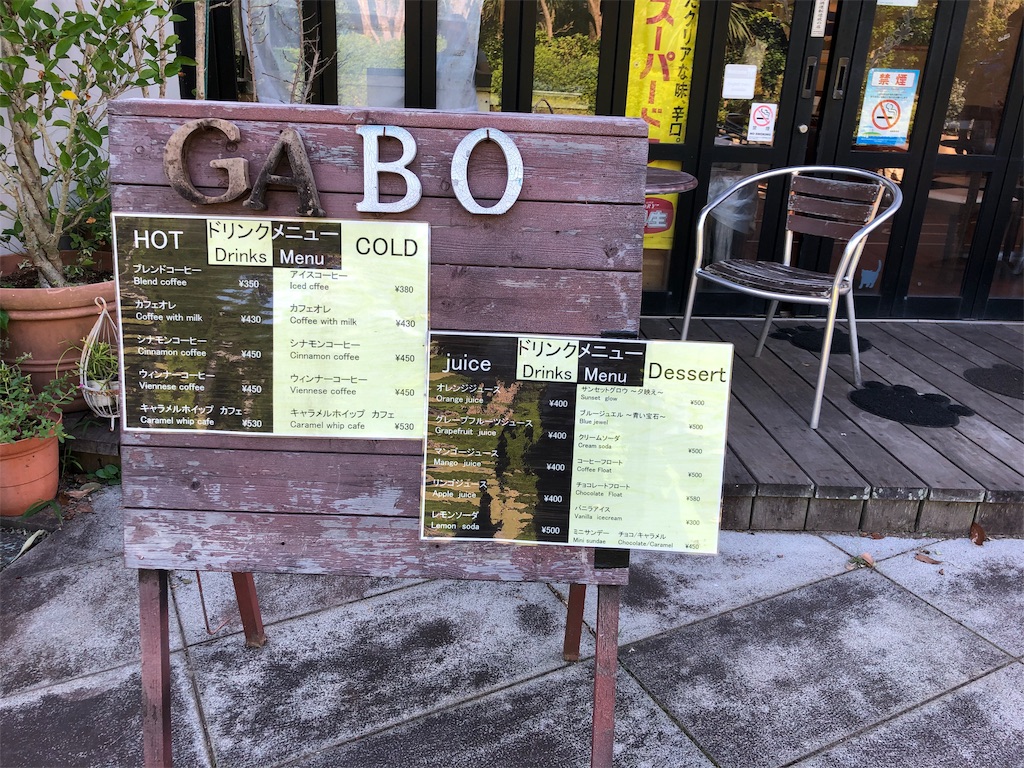 GABO
HOT
ドリンクメニュー
Drinks Menu
COLD
ブレンドコーヒー
Blend coffee ¥350
カフェオレ
Coffee with milk ¥430
シナモンコーヒー
Cinnamon coffee ¥450
ウィンナーコーヒー
Viennese coffee ¥450
キャラメルホイップ カフェ
Caramel whip cafe ¥530
アイスコーヒー
Iced cffee ¥380
カフェオレ
Coffee with milk ¥430
シナモンコーヒー
Cinnamon coffee ¥450
ウィンナーコーヒー
Viennese coffee ¥450
キャラメルホイップ カフェ
Caramel whip cafe ¥530
juice
ドリンクメニュー
Drinks Menu
Dessert
オレンジジュース
Orange juice ¥400
グレープフルーツジュース
Grapefruit juice ¥400
マンゴージュース
Mango juice ¥400
リンゴジュース
Apple juice ¥400
レモンソーダ
Lemon soda ¥500
サンセットグロウ ～夕映え～
Sunset glow ¥500
ブルージュエル ～青い宝石～
Blue jewel ¥500
クリームソーダ
Cream soda ¥500
コーヒーフロート
Coffee Float ¥500
チョコレートフロート
Chocolate Float ¥580
バニラアイス
Vanilla icecream ¥300
ミニサンデー チョコ/キャラメル
Mini sundae Chocolate/Caramel ¥450
クリアな味、辛口。
スーパード
生
禁煙